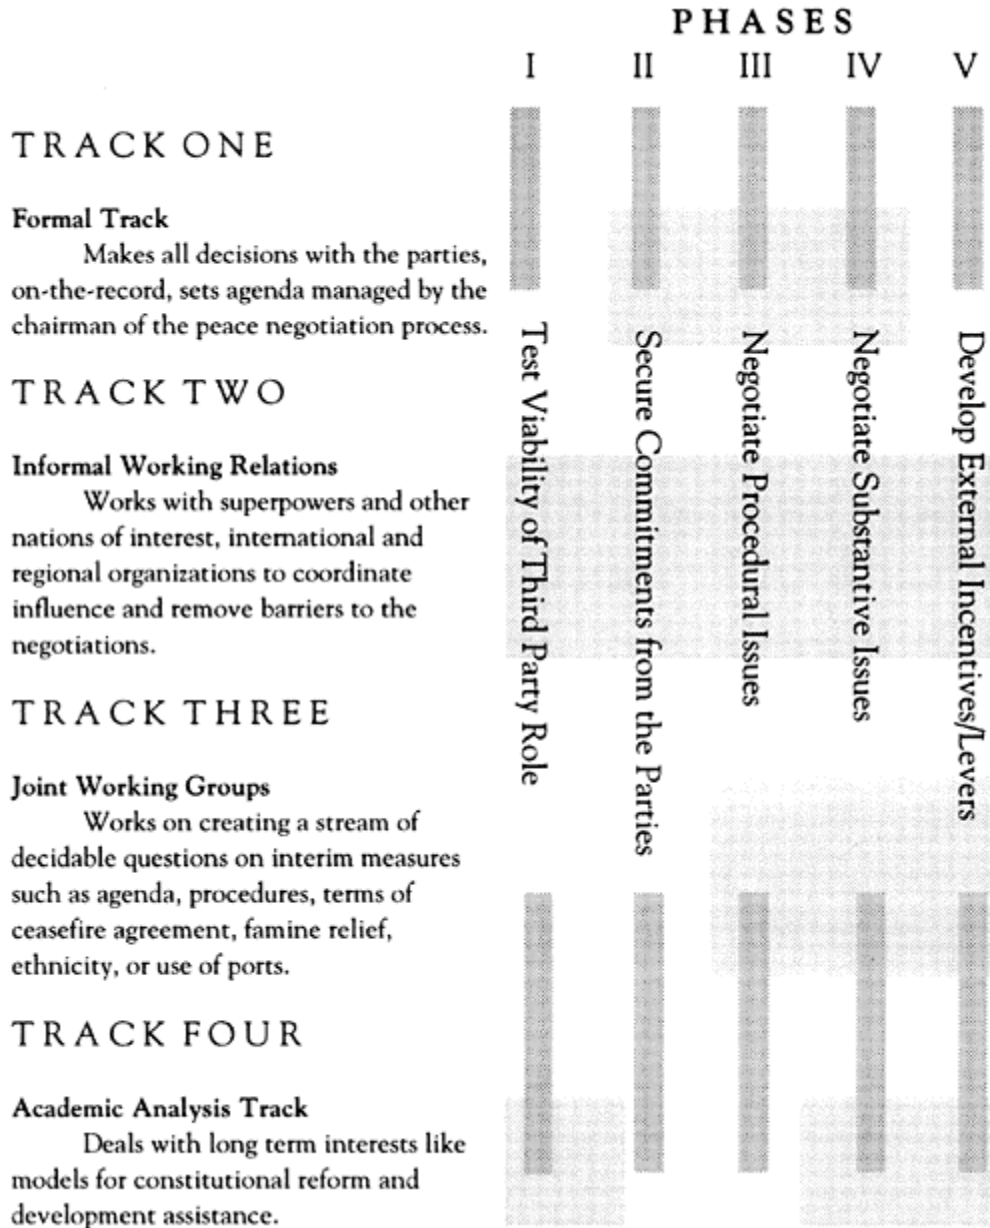 PHASES
I II III IV V
TRACK ONE
Formal Track
Makes all decisions with the parties,
on-the-record, sets agenda managed by the
chairman of the peace negotiation process.
TRACK TWO
Informal Working Relations
Works with superpowers and other
nations of interest, international and
regional organizations to coordinate
influence and remove barriers to the
negotiations.
TRACK THREE
Joint Working Groups
Works on creating a stream of
decidable questions on interim measures
such as agenda, procedures, terms of
ceasefire agreement, famine relief,
ethnicity, or use of ports.
TRACK FOUR
Academic Analysis Track
Deals with long term interests like
models for constitutional reform and
development assistance.
Test Viability of Third Party Role
Secure Commitments from the Parties
Negotiate Procedural Issues
Negotiate Substantive Issues
Develop External Incentives/Levers